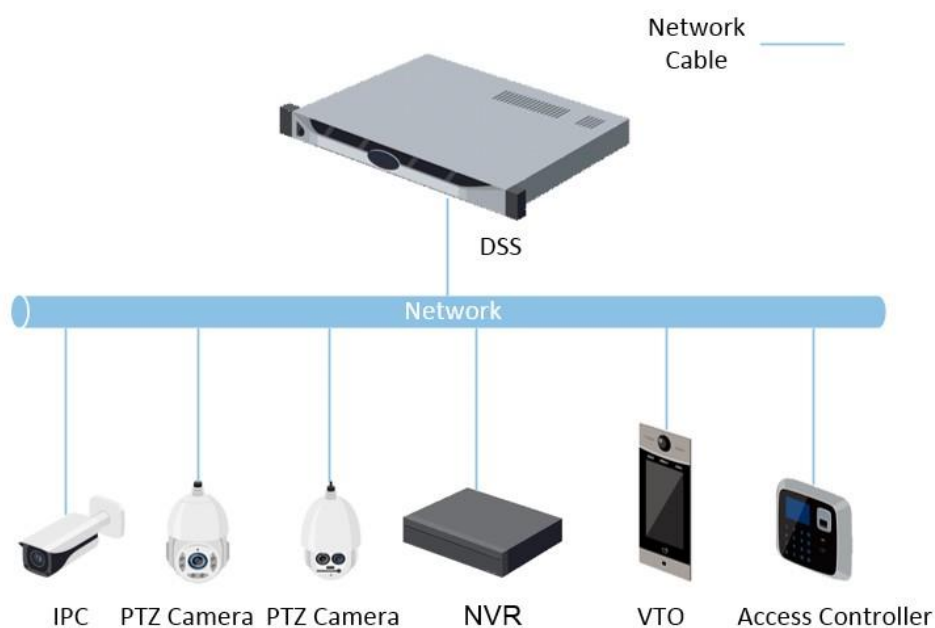 Network
Cable
DSS
Network
IPC
PTZ Camera
PTZ Camera
NVR
VTO
Access Controller